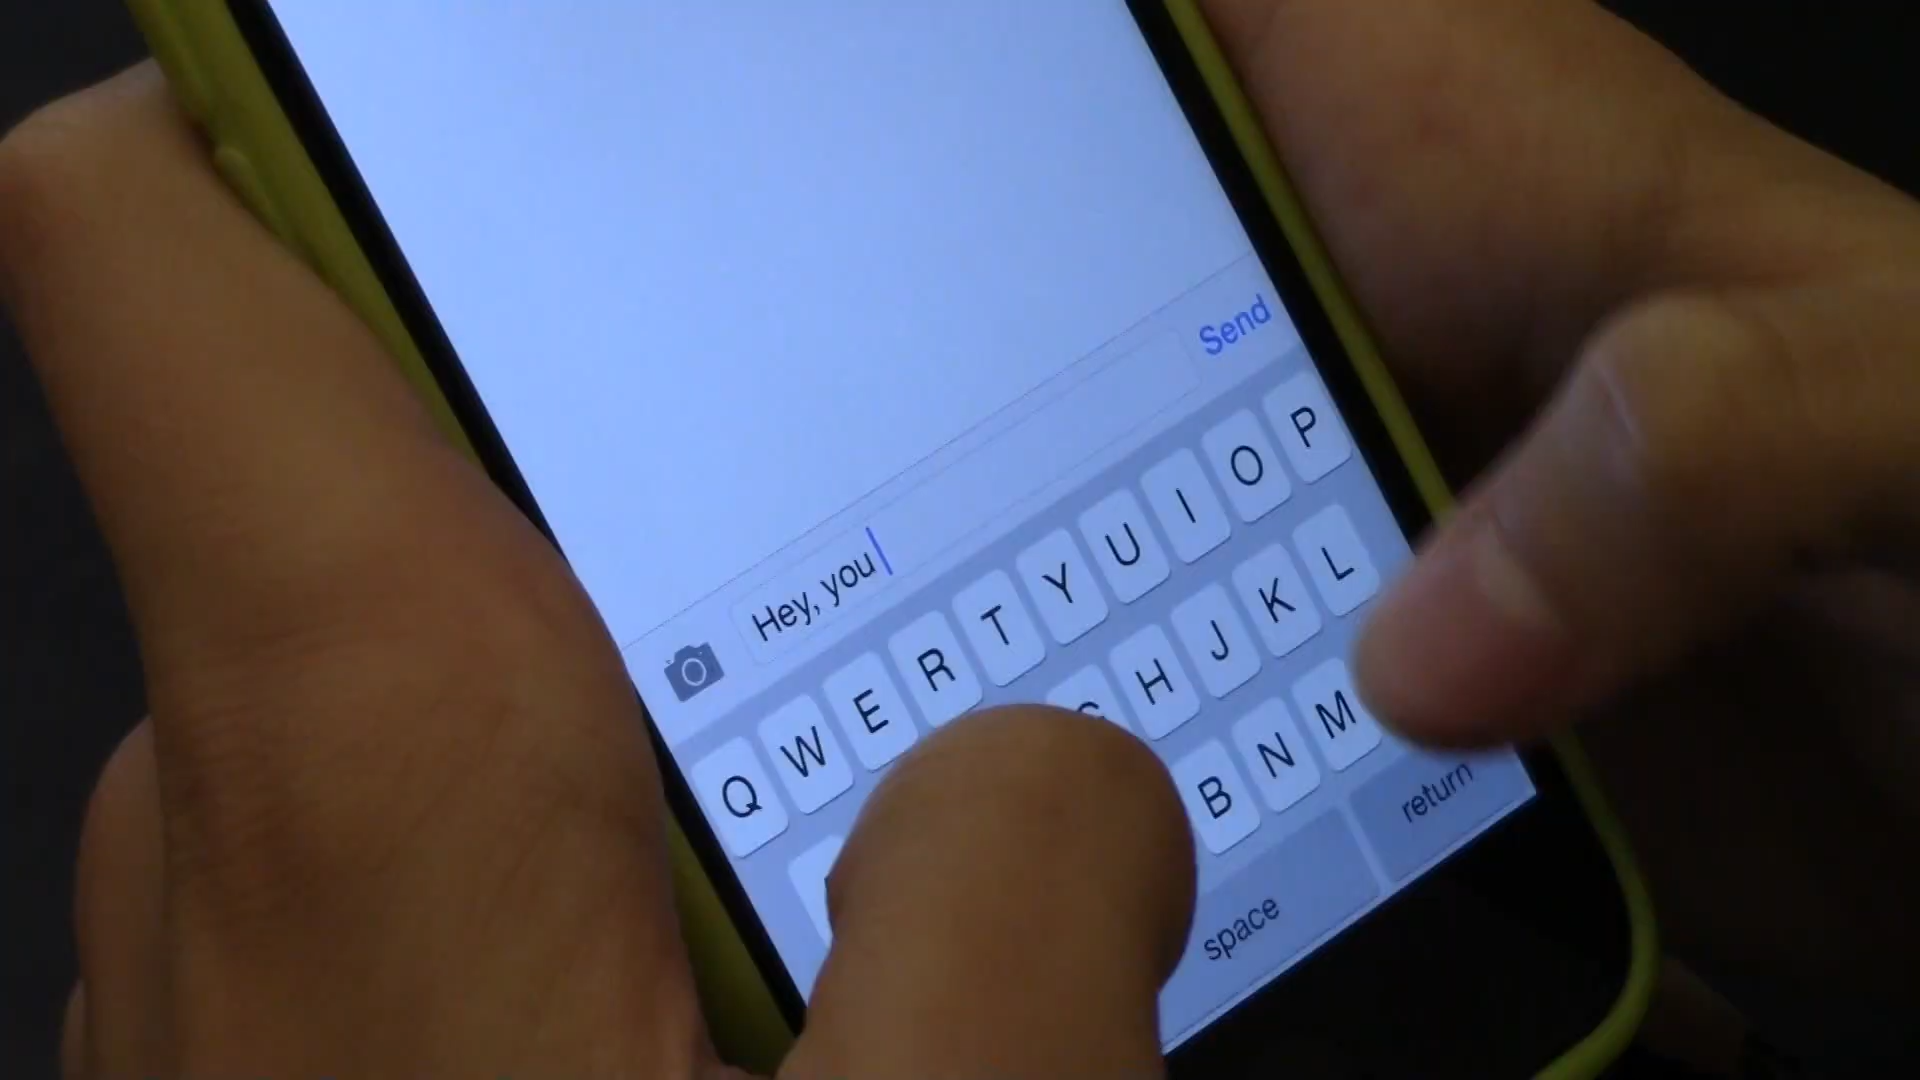 Send
Hey, you
Q W E R T Y U I O P
H J K L
B N M
space return